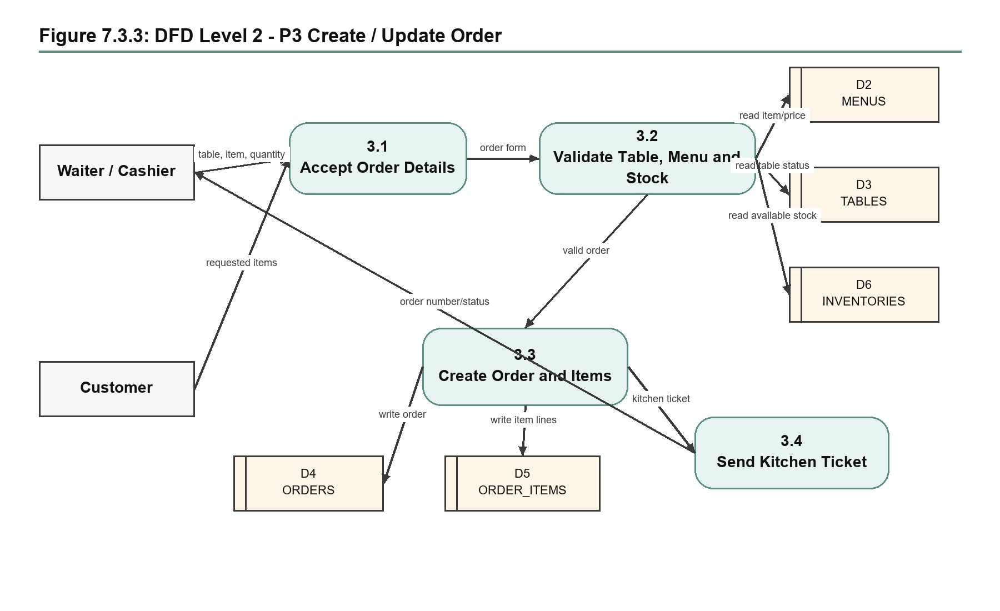 Figure 7.3.3: DFD Level 2 - P3 Create / Update Order
D2
MENUS
read item/price
3.1
Accept Order Details
order form
3.2
Validate Table, Menu and
Stock
Waiter / Cashier
table, item, quantity
read table status
D3
TABLES
read available stock
valid order
requested items
D6
INVENTORIES
order number/status
3.3
Create Order and Items
Customer
kitchen ticket
write order
write item lines
3.4
Send Kitchen Ticket
D4
ORDERS
D5
ORDER_ITEMS